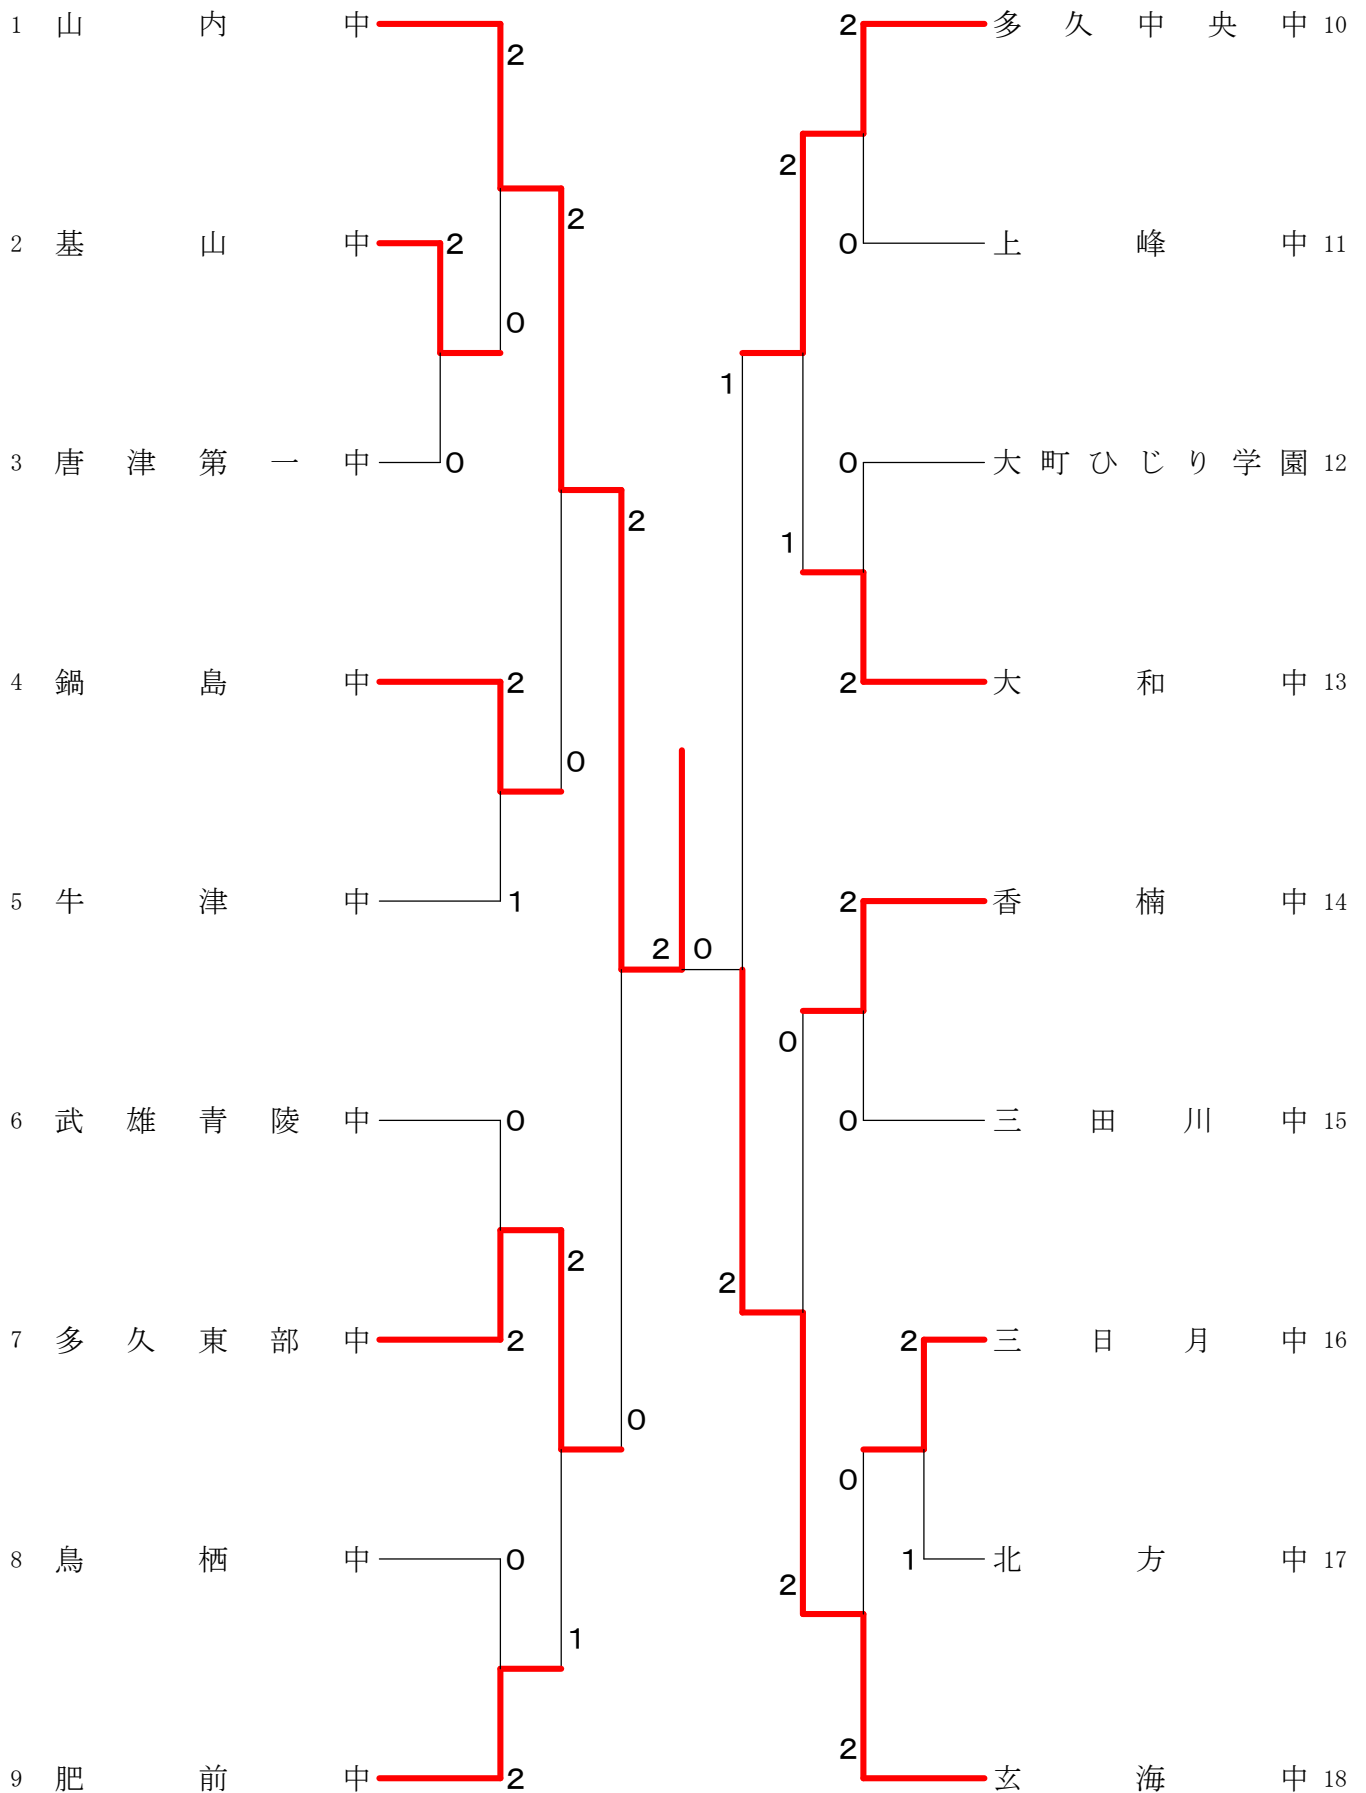 1 山内中 2 2 多久中央中 10
2 2
2 基山中 2 0 上峰中 11
0 1
3 唐津第一中 0 0 大町ひじり学園 12
2 1
4 鍋島中 2 2 大和中 13
0
5 牛津中 1 2 香楠中 14
2 0
0
6 武雄青陵中 0 0 三田川中 15
2 2
7 多久東部中 2 2 三日月中 16
0 0
8 鳥栖中 0 1 北方中 17
2
1 2
9 肥前中 2 玄海中 18